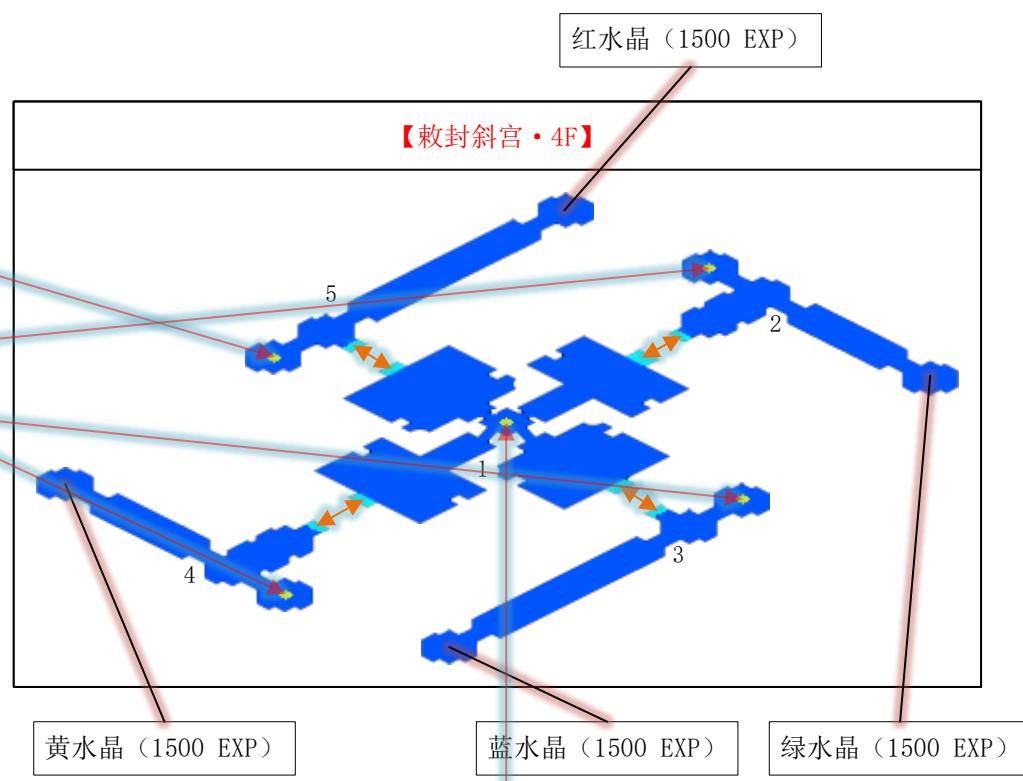 红水晶（1500 EXP）
【敕封斜宫·4F】
5
2
1
3
4
黄水晶（1500 EXP）
蓝水晶（1500 EXP）
绿水晶（1500 EXP）